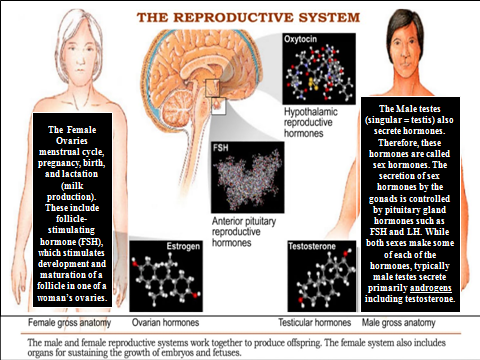 THE REPRODUCTIVE SYSTEM
Oxytocin
Hypothalamic
reproductive
hormones
FSH
Anterior pituitary
reproductive
hormones
The Female
Ovaries
menstrual cycle,
pregnancy, birth,
and lactation
(milk
production).
These include
follicle-
stimulating
hormone (FSH),
which stimulates
development and
maturation of a
follicle in one of a
woman's ovaries.
The Male testes
(singular = testis) also
secrete hormones.
Therefore, these
hormones are called
sex hormones. The
secretion of sex
hormones by the
gonads is controlled
by pituitary gland
hormones such as
FSH and LH. While
both sexes make some
of each of the
hormones, typically
male testes secrete
primarily androgens
including testosterone.
Estrogen
Testosterone
Female gross anatomy
Ovarian hormones
Testicular hormones
Male gross anatomy
The male and female reproductive systems work together to produce offspring. The female system also includes
organs for sustaining the growth of embryos and fetuses.